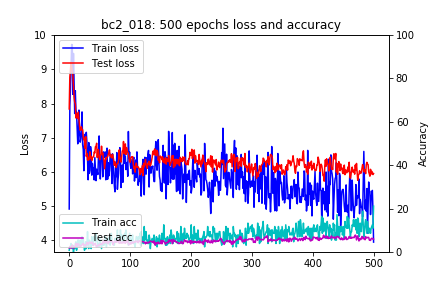 bc2_018: 500 epochs loss and accuracy
Train loss
Test loss
Train acc
Test acc
Loss
10
9
8
7
6
5
4
Accuracy
100
80
60
40
20
0
0
100
200
300
400
500